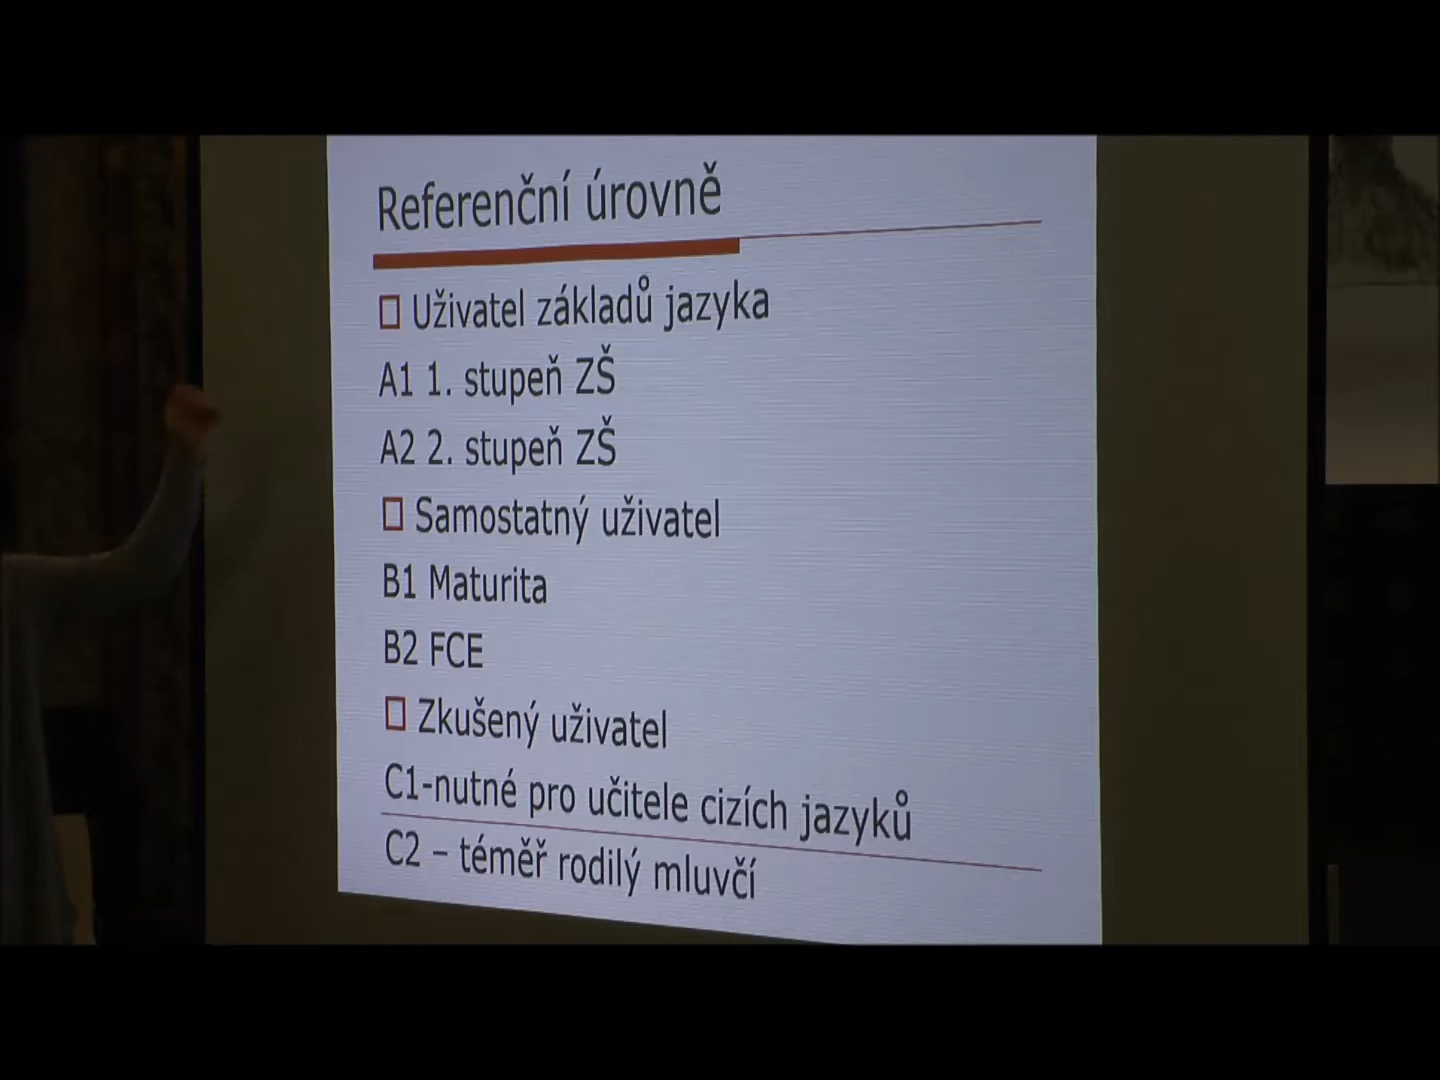 Referenční úrovně
Uživatel základů jazyka
A1 1. stupeň ZŠ
A2 2. stupeň ZŠ
Samostatný uživatel
B1 Maturita
B2 FCE
Zkušený uživatel
C1-nutné pro učitele cizích jazyků
C2 – téměř rodilý mluvčí